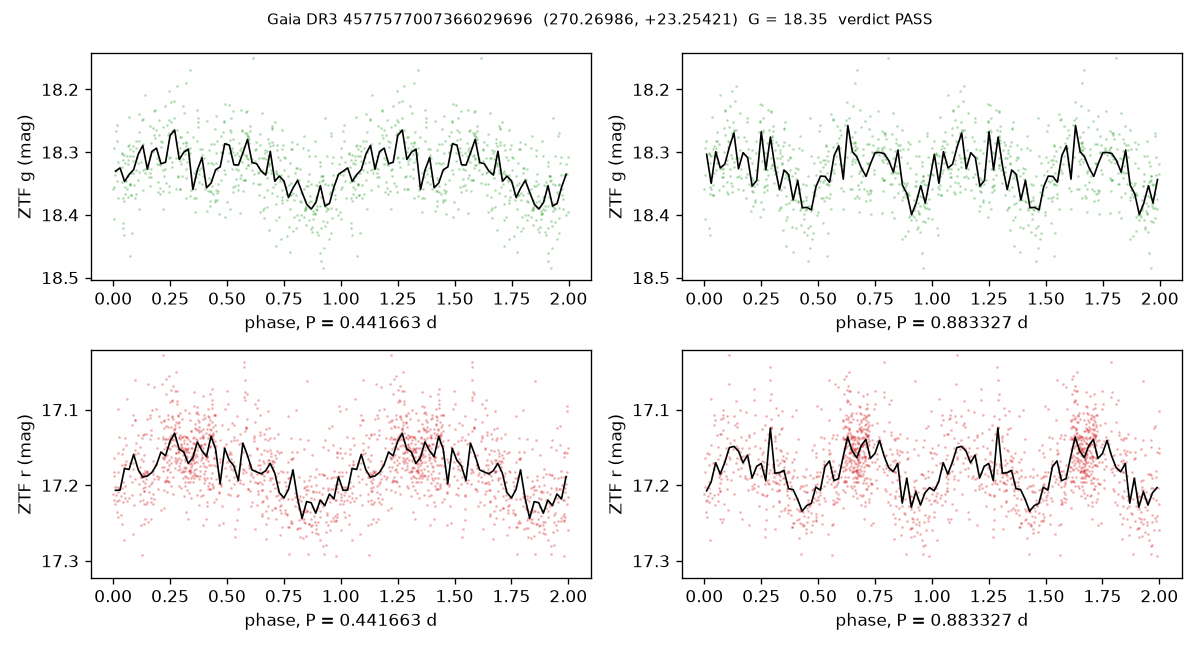 Gaia DR3 4577577007366029696  (270.26986, +23.25421)  G = 18.35  verdict PASS
ZTF g (mag)
18.2
18.3
18.4
18.5
0.00 0.25 0.50 0.75 1.00 1.25 1.50 1.75 2.00
phase, P = 0.441663 d
ZTF g (mag)
18.2
18.3
18.4
18.5
0.00 0.25 0.50 0.75 1.00 1.25 1.50 1.75 2.00
phase, P = 0.883327 d
ZTF r (mag)
17.1
17.2
17.3
0.00 0.25 0.50 0.75 1.00 1.25 1.50 1.75 2.00
phase, P = 0.441663 d
ZTF r (mag)
17.1
17.2
17.3
0.00 0.25 0.50 0.75 1.00 1.25 1.50 1.75 2.00
phase, P = 0.883327 d